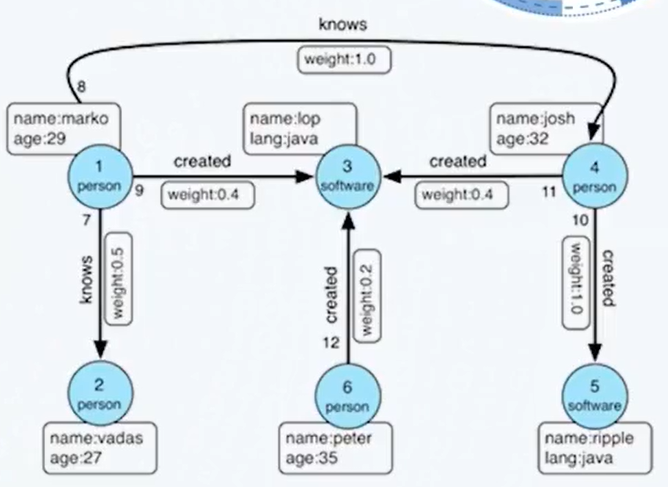 knows
weight:1.0
8
name:marko
age:29
name:lop
lang:java
name:josh
age:32
1
person
created
9
weight:0.4
3
software
created
weight:0.4
11
4
person
7
knows
weight:0.5
created
weight:0.2
12
10
weight:1.0
created
2
person
name:vadas
age:27
6
person
name:peter
age:35
5
software
name:ripple
lang:java